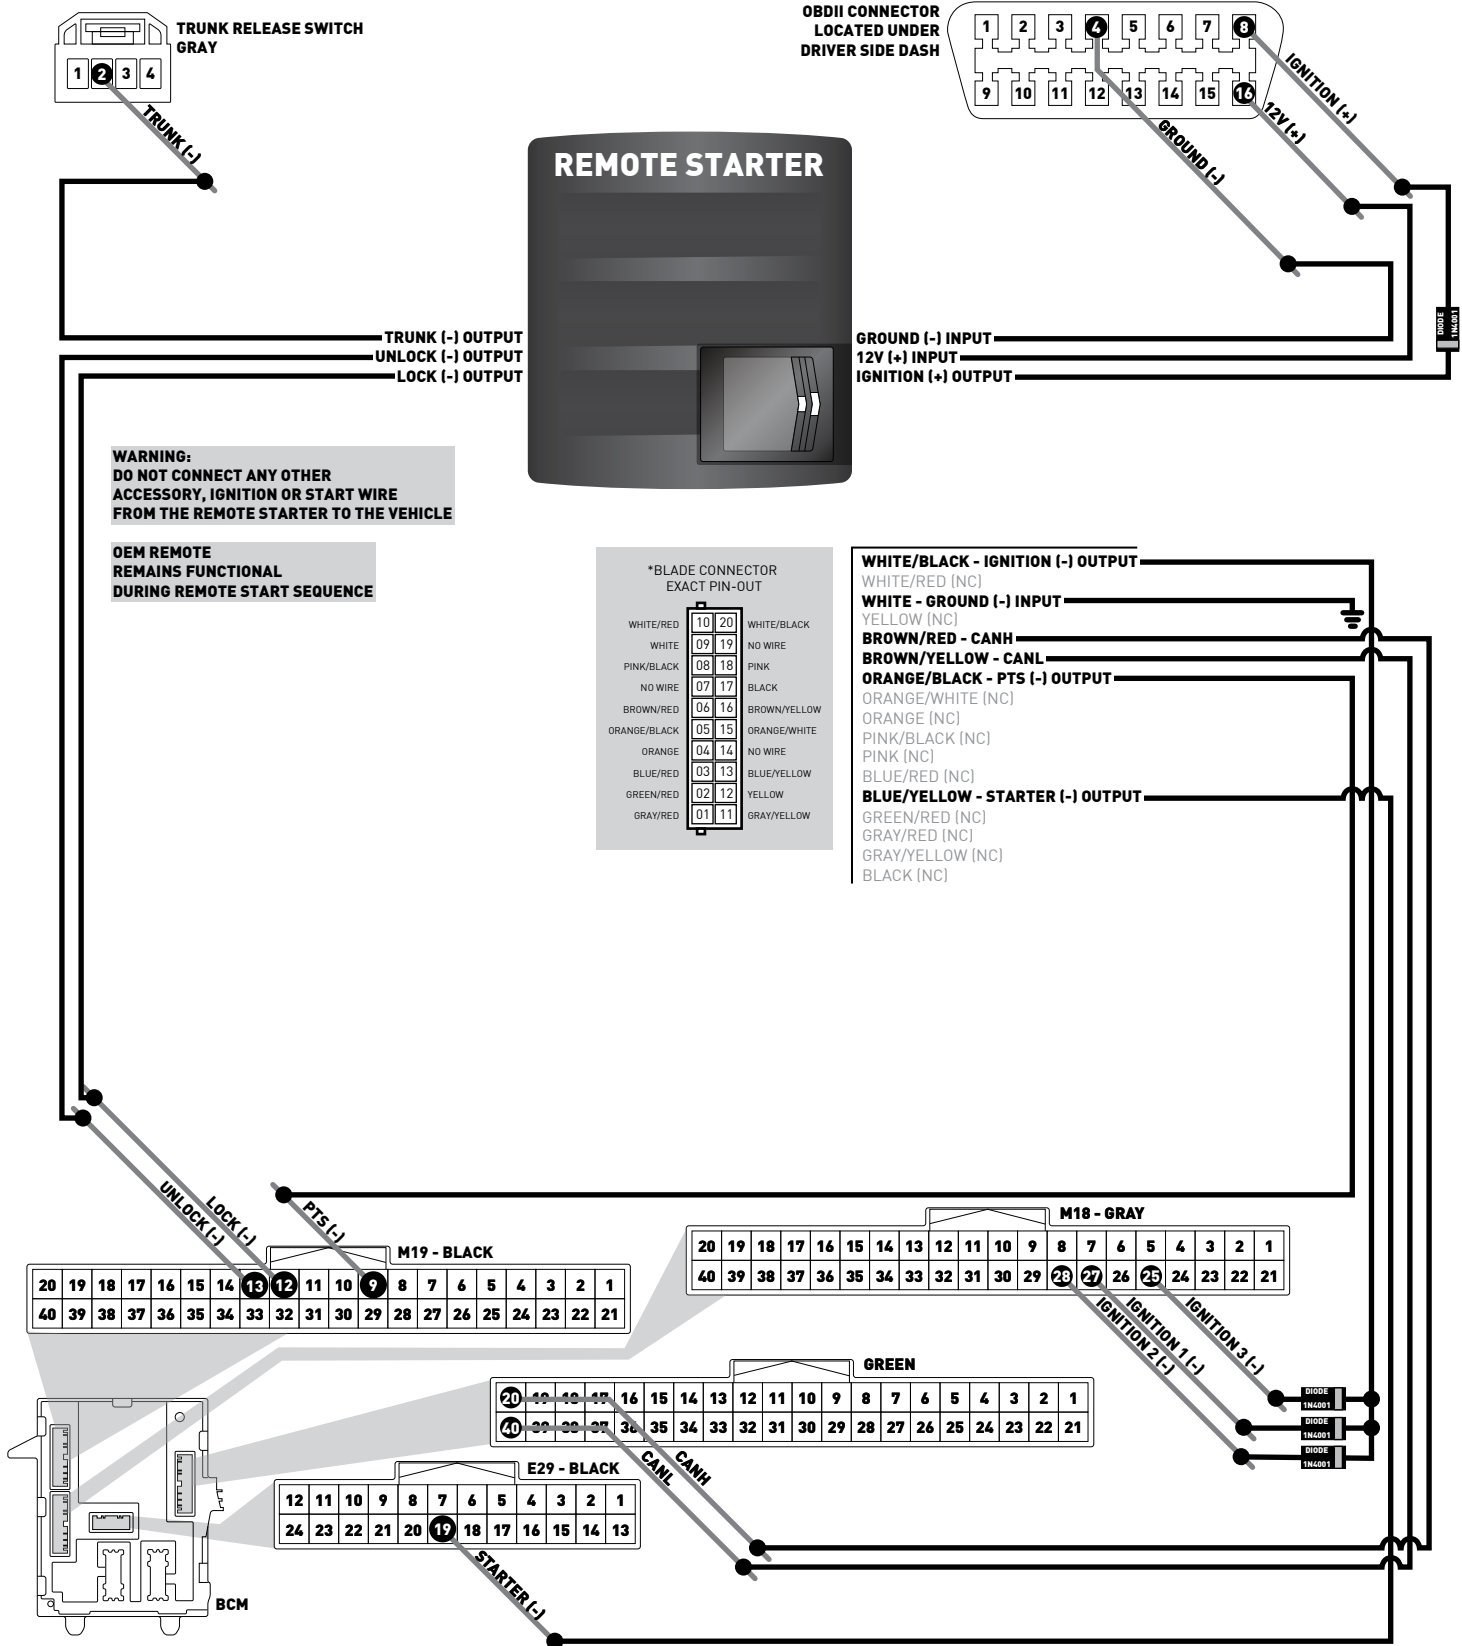 TRUNK RELEASE SWITCH
GRAY
1 2 3 4
TRUNK (-)
OBDII CONNECTOR
LOCATED UNDER
DRIVER SIDE DASH
1 2 3 4 5 6 7 8
9 10 11 12 13 14 15 16
IGNITION (+)
12V (+)
GROUND (-)
REMOTE STARTER
TRUNK (-) OUTPUT
UNLOCK (-) OUTPUT
LOCK (-) OUTPUT
GROUND (-) INPUT
12V (+) INPUT
IGNITION (+) OUTPUT
DIODE
1N4001
WARNING:
DO NOT CONNECT ANY OTHER
ACCESSORY, IGNITION OR START WIRE
FROM THE REMOTE STARTER TO THE VEHICLE
OEM REMOTE
REMAINS FUNCTIONAL
DURING REMOTE START SEQUENCE
*BLADE CONNECTOR
EXACT PIN-OUT
WHITE/RED 10 20 WHITE/BLACK
WHITE 09 19 NO WIRE
PINK/BLACK 08 18 PINK
NO WIRE 07 17 BLACK
BROWN/RED 06 16 BROWN/YELLOW
ORANGE/BLACK 05 15 ORANGE/WHITE
ORANGE 04 14 NO WIRE
BLUE/RED 03 13 BLUE/YELLOW
GREEN/RED 02 12 YELLOW
GRAY/RED 01 11 GRAY/YELLOW
WHITE/BLACK - IGNITION (-) OUTPUT
WHITE/RED (NC)
WHITE - GROUND (-) INPUT
YELLOW (NC)
BROWN/RED - CANH
BROWN/YELLOW - CANL
ORANGE/BLACK - PTS (-) OUTPUT
ORANGE/WHITE (NC)
ORANGE (NC)
PINK/BLACK (NC)
PINK (NC)
BLUE/RED (NC)
BLUE/YELLOW - STARTER (-) OUTPUT
GREEN/RED (NC)
GRAY/RED (NC)
GRAY/YELLOW (NC)
BLACK (NC)
UNLOCK (-)
LOCK (-)
PTS (-)
M19 - BLACK
20 19 18 17 16 15 14 13 12 11 10 9 8 7 6 5 4 3 2 1
40 39 38 37 36 35 34 33 32 31 30 29 28 27 26 25 24 23 22 21
M18 - GRAY
20 19 18 17 16 15 14 13 12 11 10 9 8 7 6 5 4 3 2 1
40 39 38 37 36 35 34 33 32 31 30 29 28 27 26 25 24 23 22 21
IGNITION 2 (-)
IGNITION 1 (-)
IGNITION 3 (-)
DIODE
1N4001
DIODE
1N4001
DIODE
1N4001
GREEN
20 19 18 17 16 15 14 13 12 11 10 9 8 7 6 5 4 3 2 1
40 39 38 37 36 35 34 33 32 31 30 29 28 27 26 25 24 23 22 21
CANL
CANH
E29 - BLACK
12 11 10 9 8 7 6 5 4 3 2 1
24 23 22 21 20 19 18 17 16 15 14 13
STARTER (-)
BCM